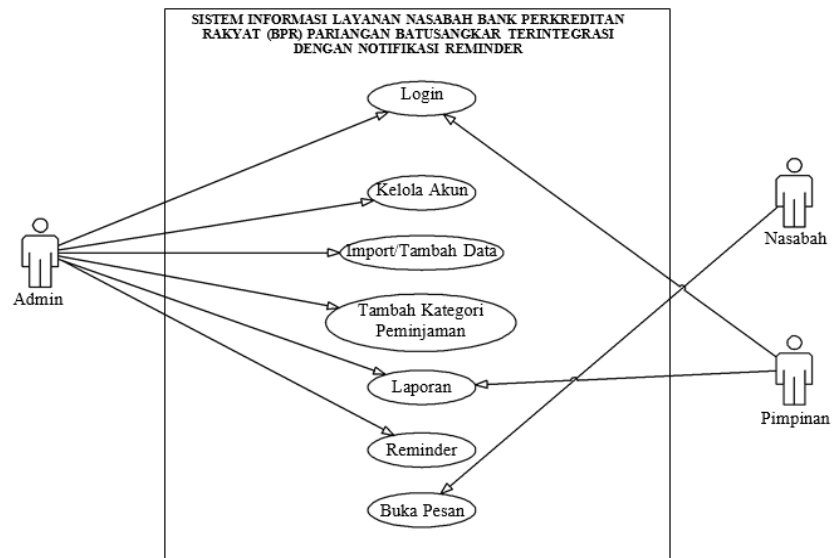 SISTEM INFORMASI LAYANAN NASABAH BANK PERKREDITAN
RAKYAT (BPR) PARIANGAN BATUSANGKAR TERINTEGRASI
DENGAN NOTIFIKASI REMINDER
Login
Kelola Akun
Import/Tambah Data
Tambah Kategori
Peminjaman
Laporan
Reminder
Buka Pesan
Admin
Nasabah
Pimpinan